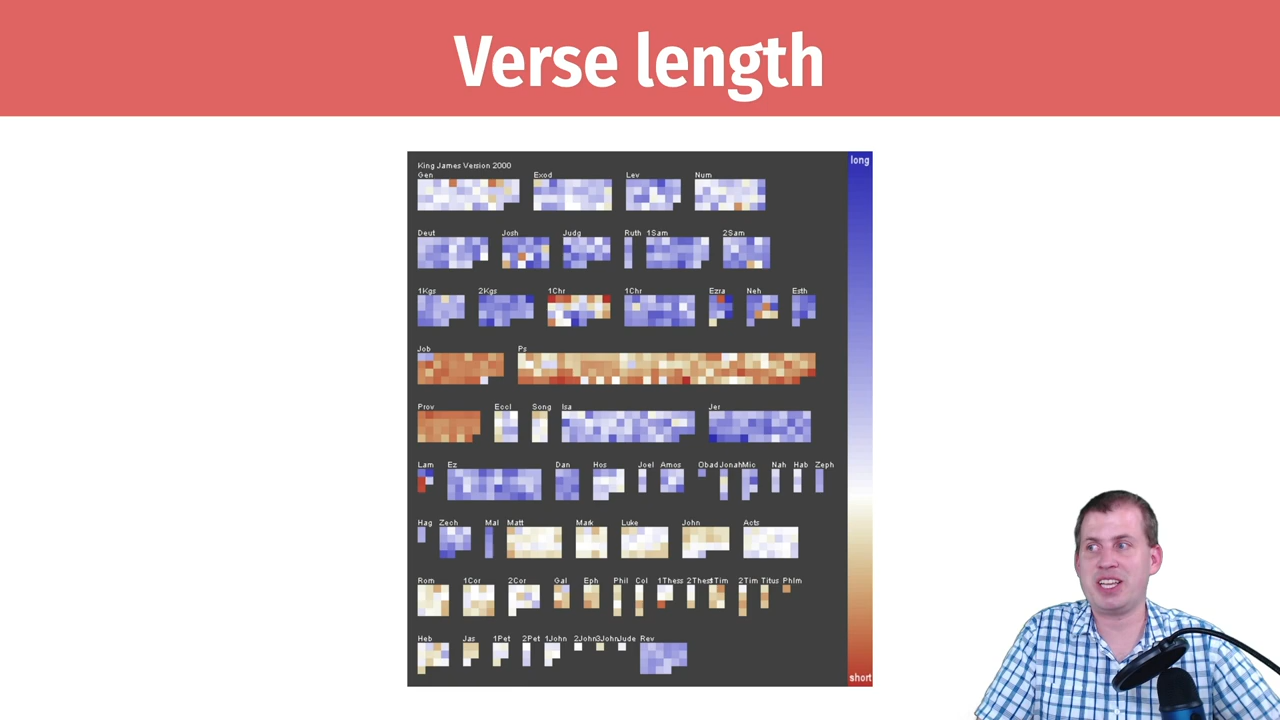 Verse length
King James Version 2000
long
Gen Exod Lev Num
Deut Josh Judg Ruth 1Sam 2Sam
1Kgs 2Kgs 1Chr 1Chr Ezra Neh Esth
Job Ps
Prov Eccl Song Isa Jer
Lam Ez Dan Hos Joel Amos Obad Jonah Mic Nah Hab Zeph
Hag Zech Mal Matt Mark Luke John Acts
Rom 1Cor 2Cor Gal Eph Phil Col 1Thess 2Thess 1Tim 2Tim Titus Phlm
Heb Jas 1Pet 2Pet 1John 2John 3John Jude Rev
short